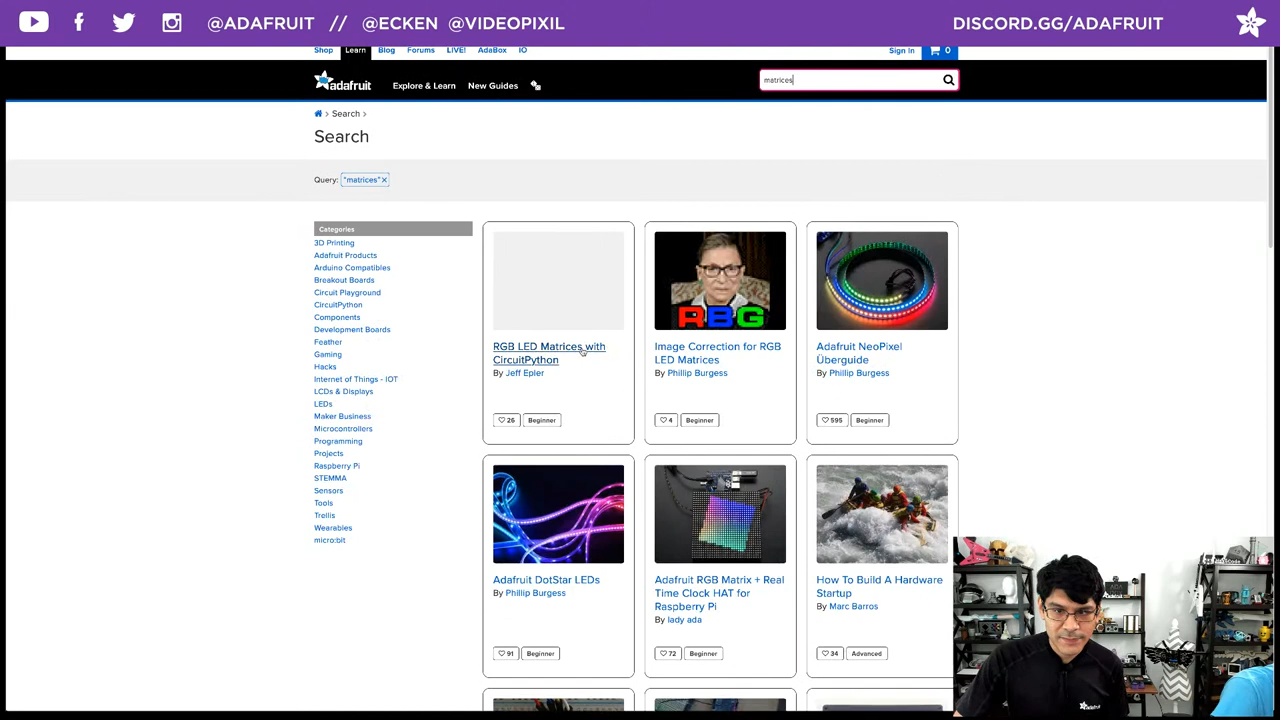 @ADAFRUIT // @ECKEN @VIDEOPIXIL
DISCORD.GG/ADAFRUIT
Shop Learn Blog Forums LIVE! AdaBox IO
Sign In 0
adafruit Explore & Learn New Guides
matrices
Search
Search
Query: "matrices" ×
Categories
3D Printing
Adafruit Products
Arduino Compatibles
Breakout Boards
Circuit Playground
CircuitPython
Components
Development Boards
Feather
Gaming
Hacks
Internet of Things - IOT
LCDs & Displays
LEDs
Maker Business
Microcontrollers
Programming
Projects
Raspberry Pi
STEMMA
Sensors
Tools
Trellis
Wearables
micro:bit
RGB LED Matrices with
CircuitPython
By Jeff Epler
26 Beginner
RBG
Image Correction for RGB
LED Matrices
By Phillip Burgess
4 Beginner
Adafruit NeoPixel
Überguide
By Phillip Burgess
595 Beginner
Adafruit DotStar LEDs
By Phillip Burgess
91 Beginner
Adafruit RGB Matrix + Real
Time Clock HAT for
Raspberry Pi
By lady ada
72 Beginner
How To Build A Hardware
Startup
By Marc Barros
34 Advanced
adafruit